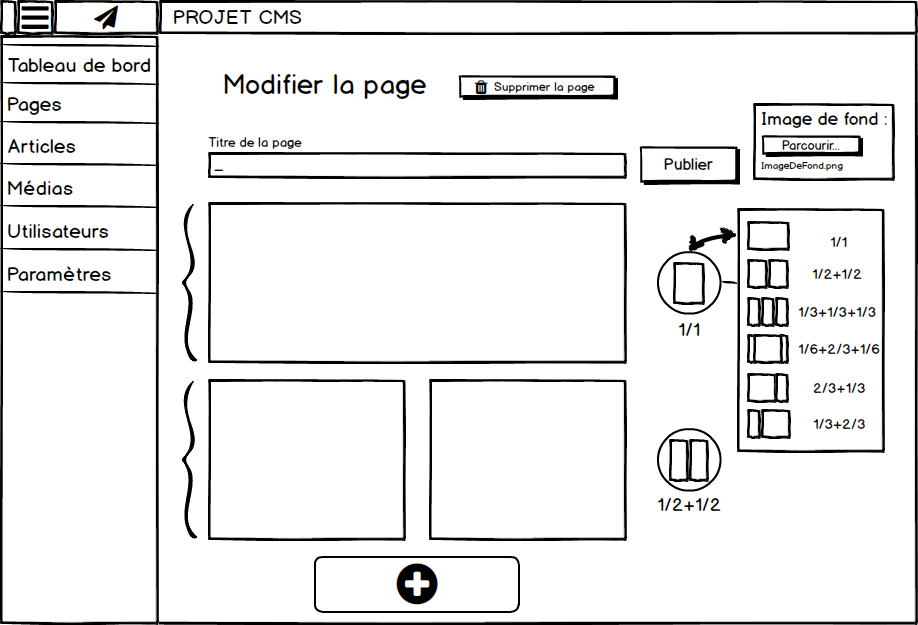 PROJET CMS
Tableau de bord
Pages
Articles
Médias
Utilisateurs
Paramètres
Modifier la page
Supprimer la page
Titre de la page
_
Publier
Image de fond :
Parcourir...
ImageDeFond.png
1/1
1/2+1/2
1/1
1/2+1/2
1/3+1/3+1/3
1/6+2/3+1/6
2/3+1/3
1/3+2/3